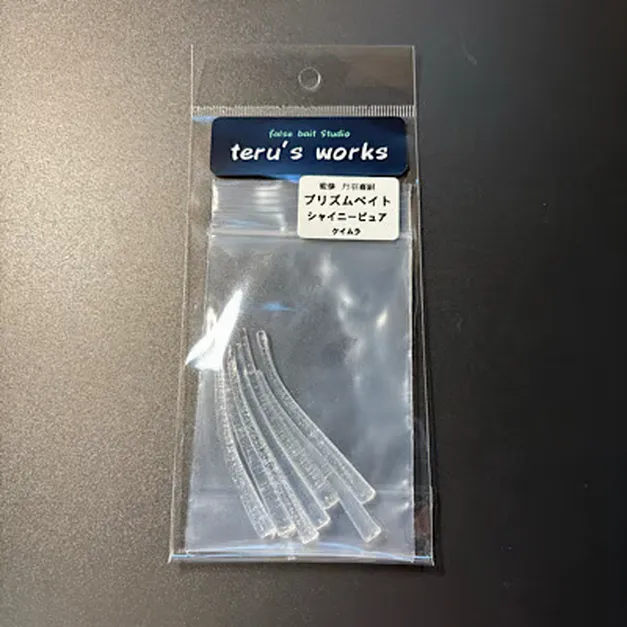 false bait Studio
teru's works
プリズムベイト
シャイニーピュア
ケイムラ